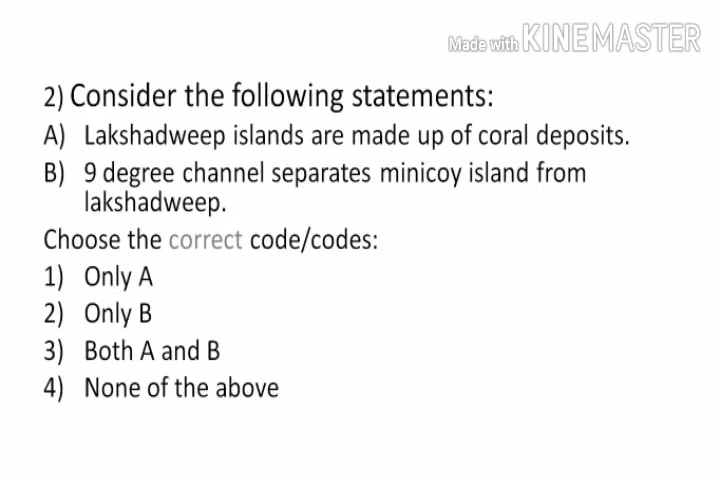 Made with KINEMASTER
2) Consider the following statements:
A) Lakshadweep islands are made up of coral deposits.
B) 9 degree channel separates minicoy island from
lakshadweep.
Choose the correct code/codes:
1) Only A
2) Only B
3) Both A and B
4) None of the above